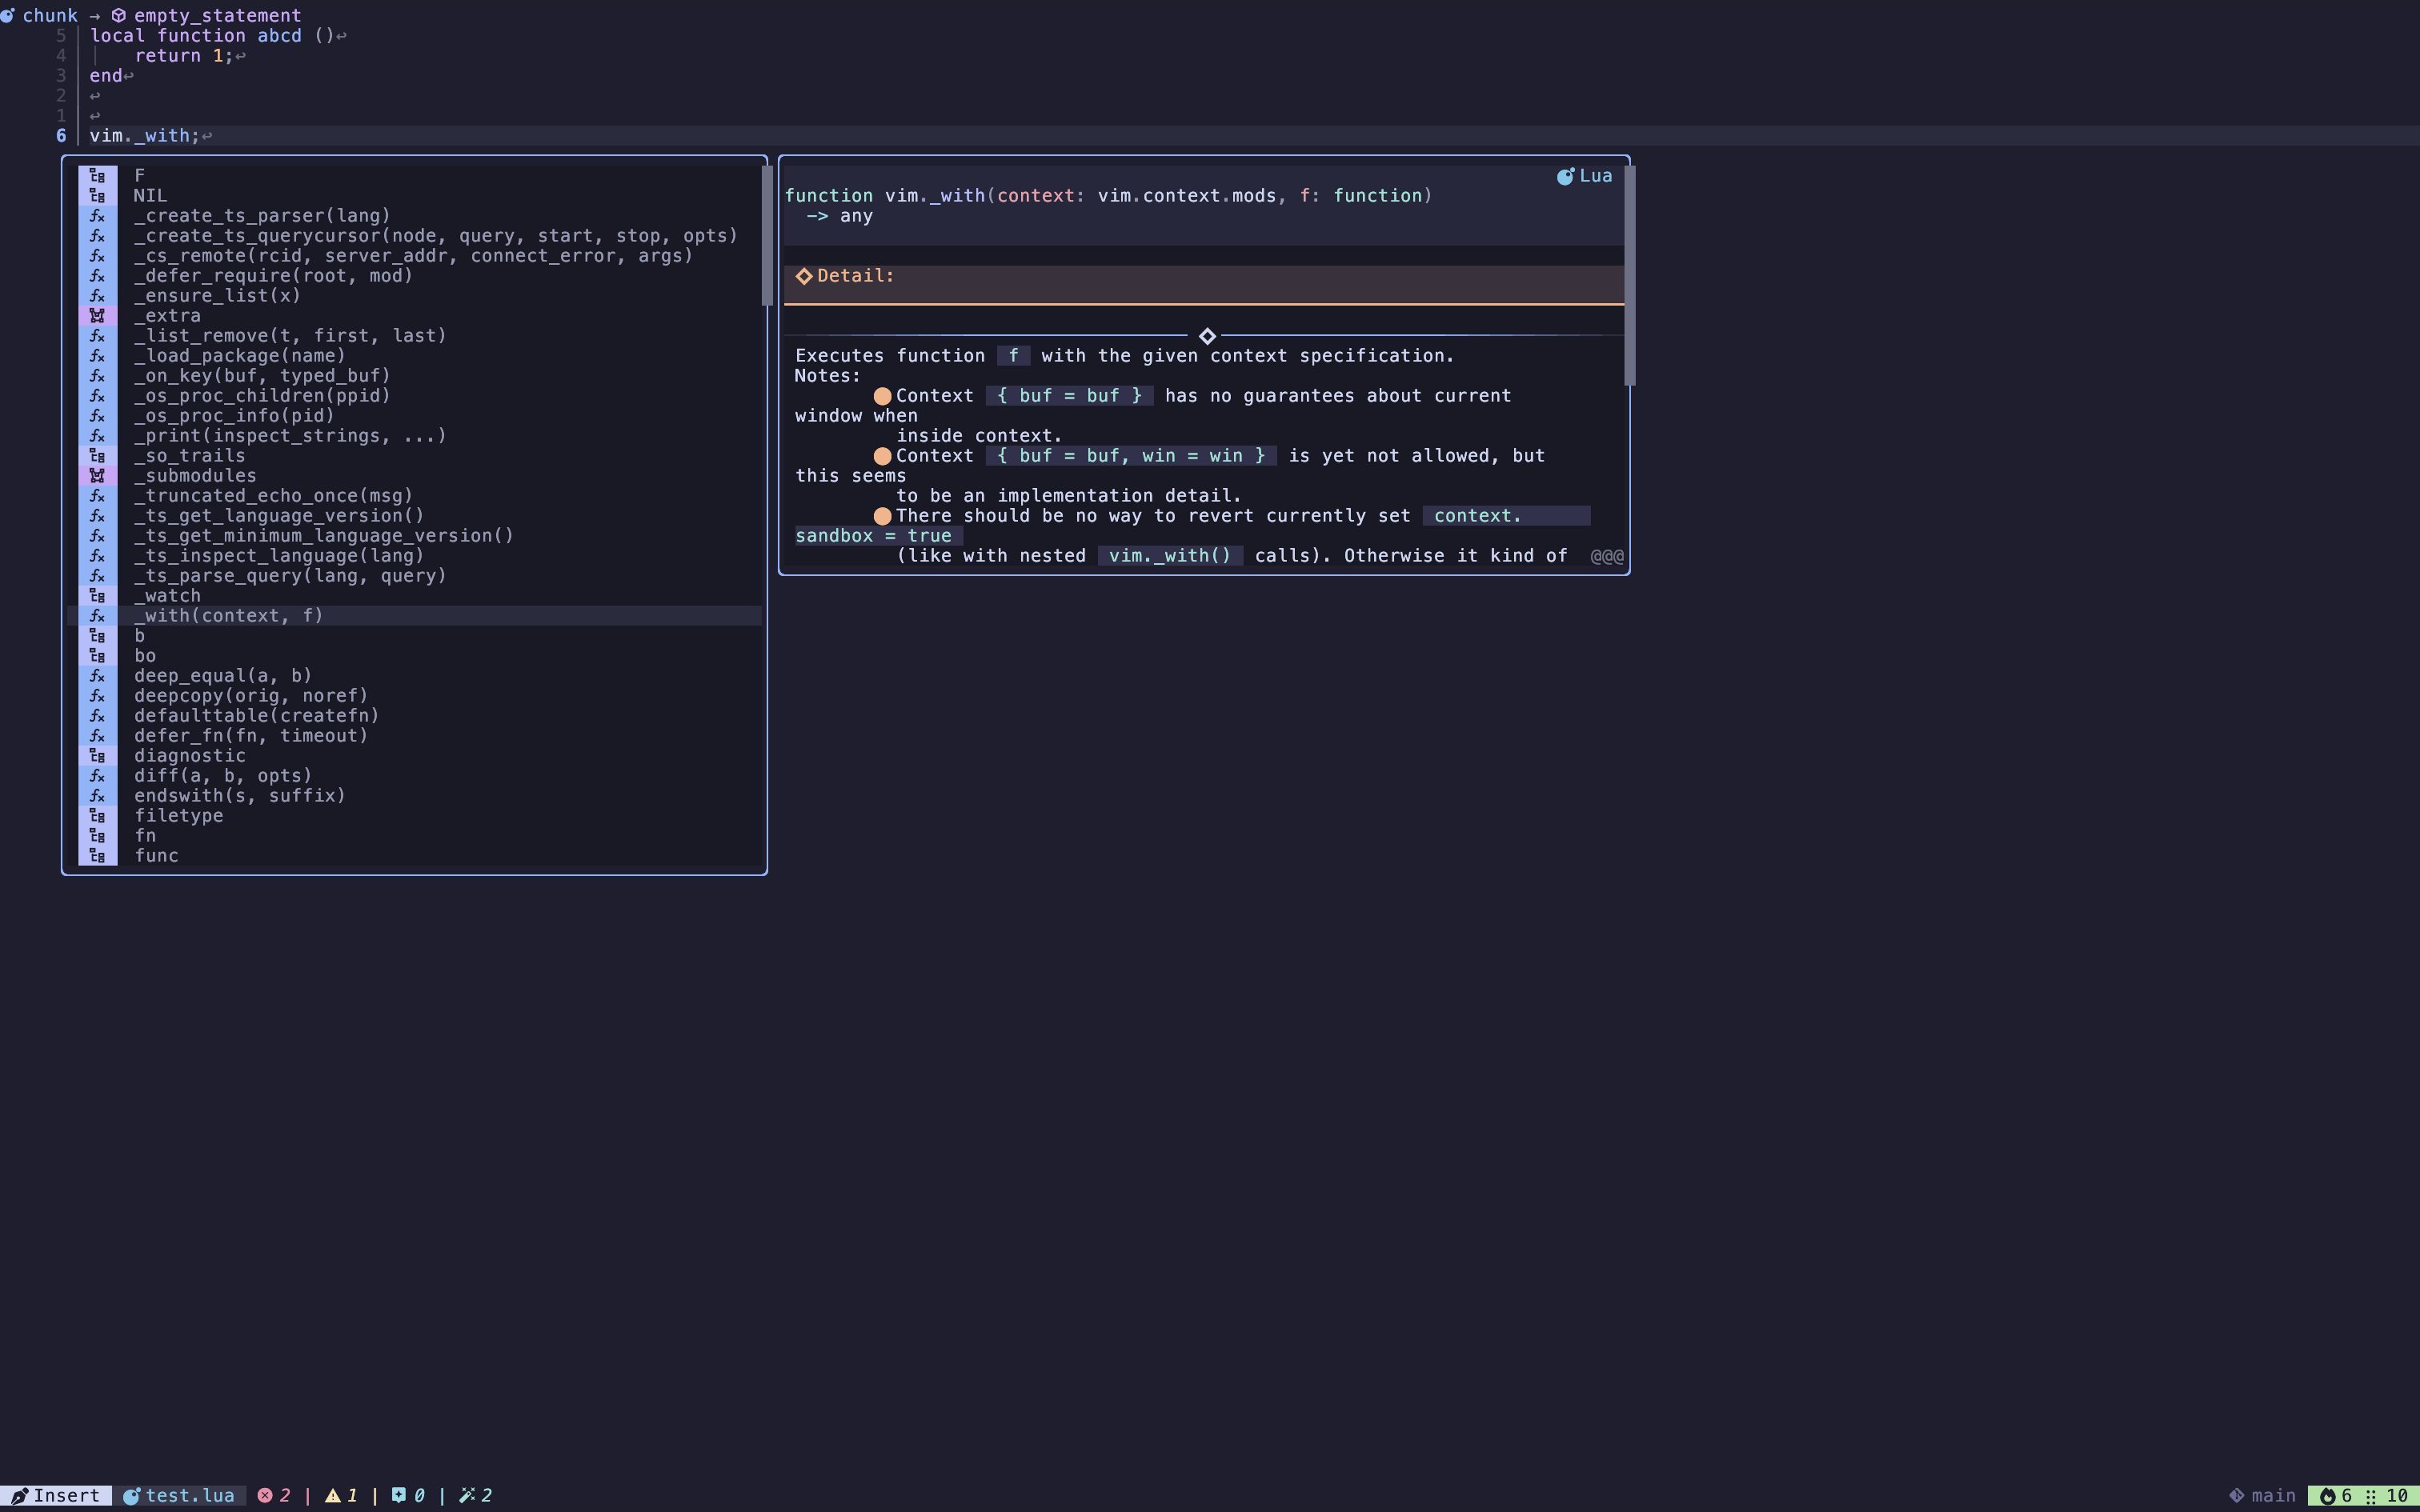 chunk → empty_statement
5 local function abcd ()↩
4 return 1;↩
3 end↩
2 ↩
1 ↩
6 vim._with;↩
F
NIL
_create_ts_parser(lang)
_create_ts_querycursor(node, query, start, stop, opts)
_cs_remote(rcid, server_addr, connect_error, args)
_defer_require(root, mod)
_ensure_list(x)
_extra
_list_remove(t, first, last)
_load_package(name)
_on_key(buf, typed_buf)
_os_proc_children(ppid)
_os_proc_info(pid)
_print(inspect_strings, ...)
_so_trails
_submodules
_truncated_echo_once(msg)
_ts_get_language_version()
_ts_get_minimum_language_version()
_ts_inspect_language(lang)
_ts_parse_query(lang, query)
_watch
_with(context, f)
b
bo
deep_equal(a, b)
deepcopy(orig, noref)
defaulttable(createfn)
defer_fn(fn, timeout)
diagnostic
diff(a, b, opts)
endswith(s, suffix)
filetype
fn
func
Lua
function vim._with(context: vim.context.mods, f: function)
-> any
Detail:
Executes function f with the given context specification.
Notes:
Context { buf = buf } has no guarantees about current
window when
inside context.
Context { buf = buf, win = win } is yet not allowed, but
this seems
to be an implementation detail.
There should be no way to revert currently set context.
sandbox = true
(like with nested vim._with() calls). Otherwise it kind of @@@
Insert test.lua 2 | 1 | 0 | 2 main 6 10